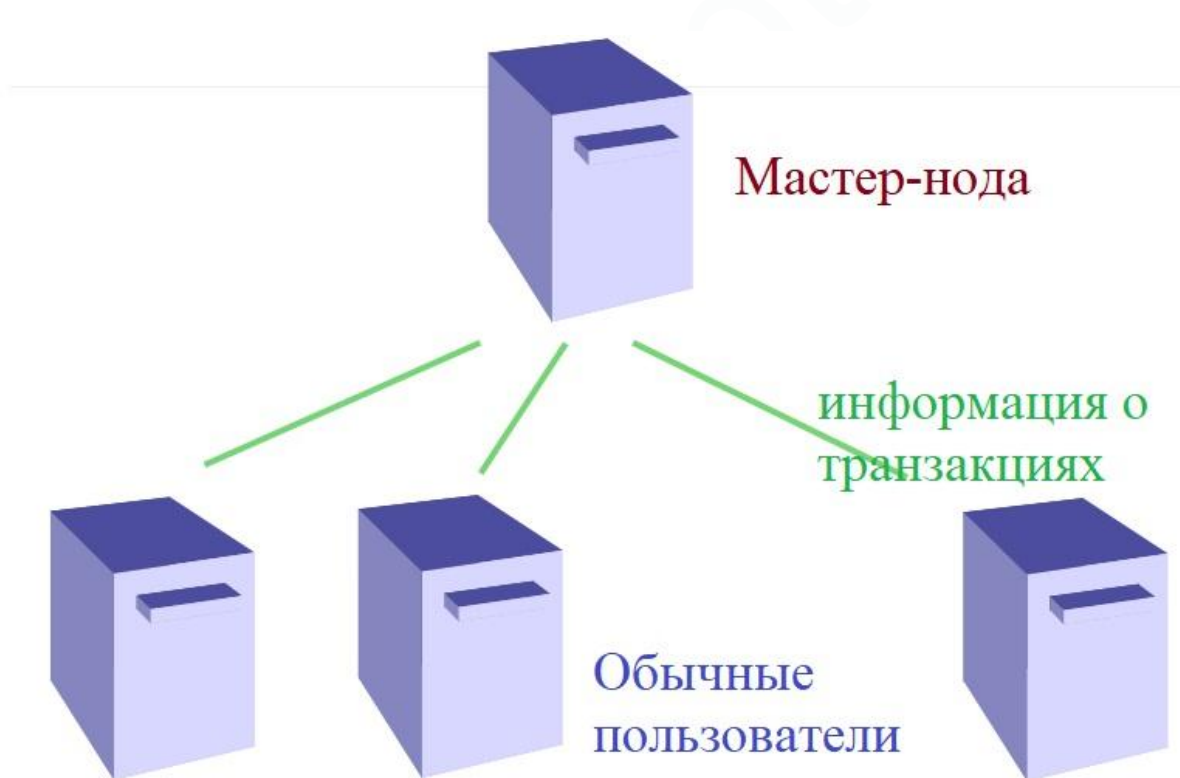 Мастер-нода
информация о
транзакциях
Обычные
пользователи